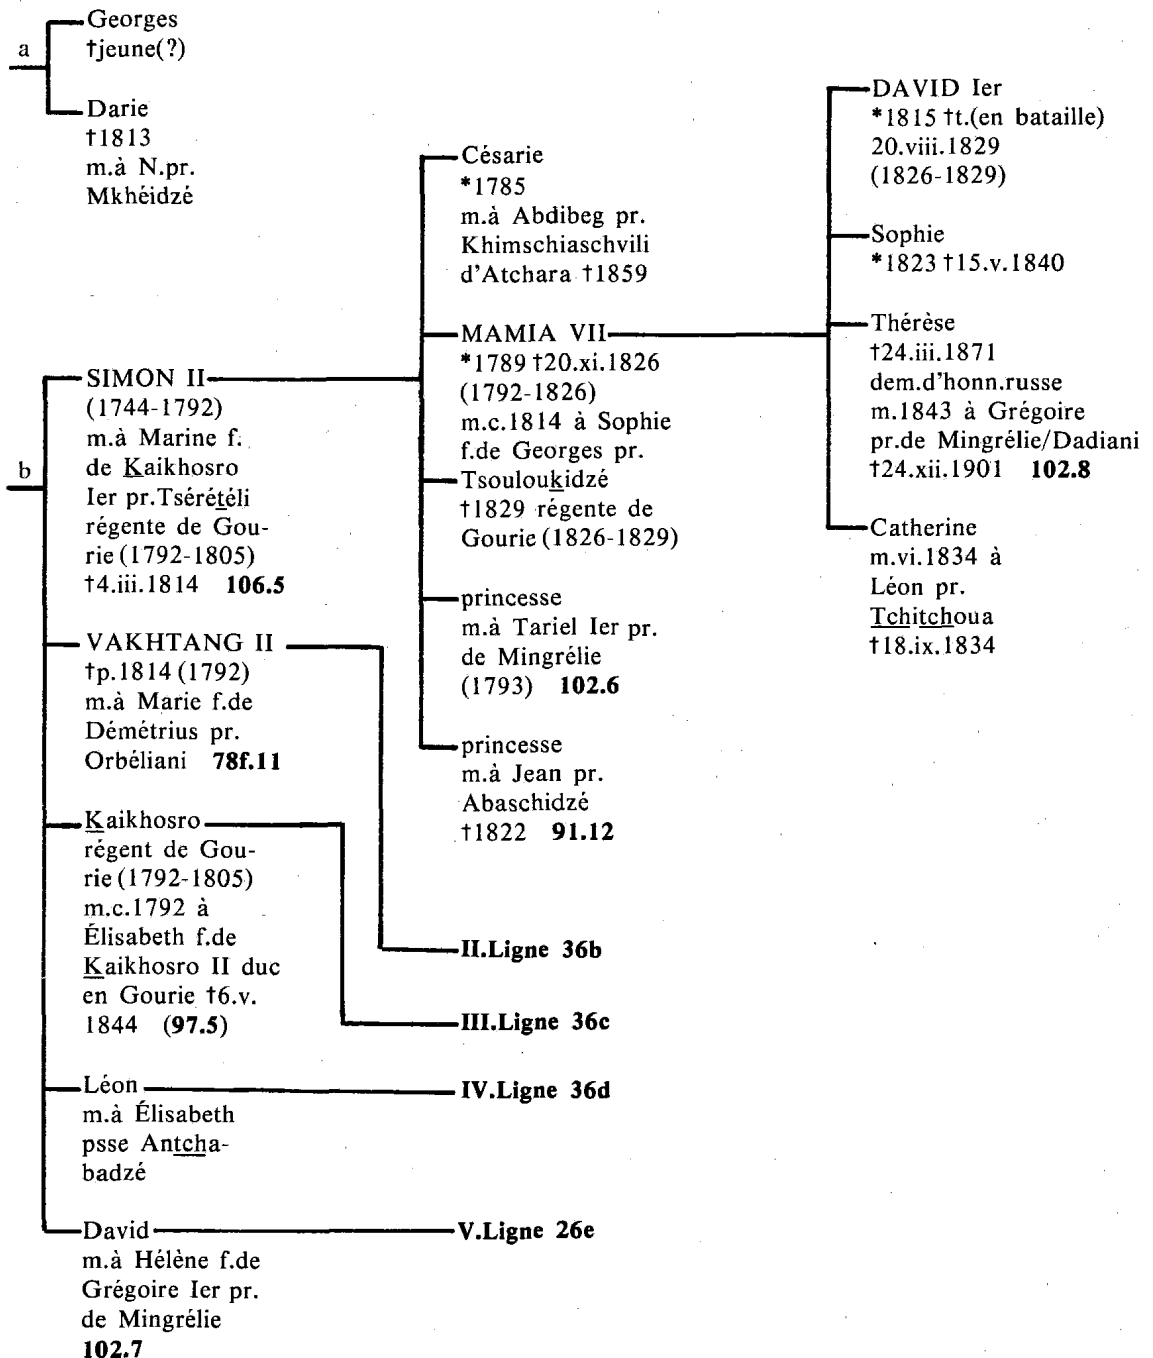 a
Georges
†jeune(?)
Darie
†1813
m.à N.pr.
Mkhéidzé
b
SIMON II
(1744-1792)
m.à Marine f.
de Kaikhosro
Ier pr.Tsérétéli
régente de Gou-
rie (1792-1805)
†4.iii.1814 106.5
VAKHTANG II
†p.1814 (1792)
m.à Marie f.de
Démétrius pr.
Orbéliani 78f.11
Kaikhosro
régent de Gou-
rie (1792-1805)
m.c.1792 à
Élisabeth f.de
Kaikhosro II duc
en Gourie †6.v.
1844 (97.5)
Léon
m.à Élisabeth
psse Antcha-
badzé
David
m.à Hélène f.de
Grégoire Ier pr.
de Mingrélie
102.7
Césarie
*1785
m.à Abdibeg pr.
Khimschiaschvili
d'Atchara †1859
MAMIA VII
*1789 †20.xi.1826
(1792-1826)
m.c.1814 à Sophie
f.de Georges pr.
Tsouloukidzé
†1829 régente de
Gourie (1826-1829)
princesse
m.à Tariel Ier pr.
de Mingrélie
(1793) 102.6
princesse
m.à Jean pr.
Abaschidzé
†1822 91.12
II.Ligne 36b
III.Ligne 36c
IV.Ligne 36d
V.Ligne 26e
DAVID Ier
*1815 †t.(en bataille)
20.viii.1829
(1826-1829)
Sophie
*1823 †15.v.1840
Thérèse
†24.iii.1871
dem.d'honn.russe
m.1843 à Grégoire
pr.de Mingrélie/Dadiani
†24.xii.1901 102.8
Catherine
m.vi.1834 à
Léon pr.
Tchitchoua
†18.ix.1834